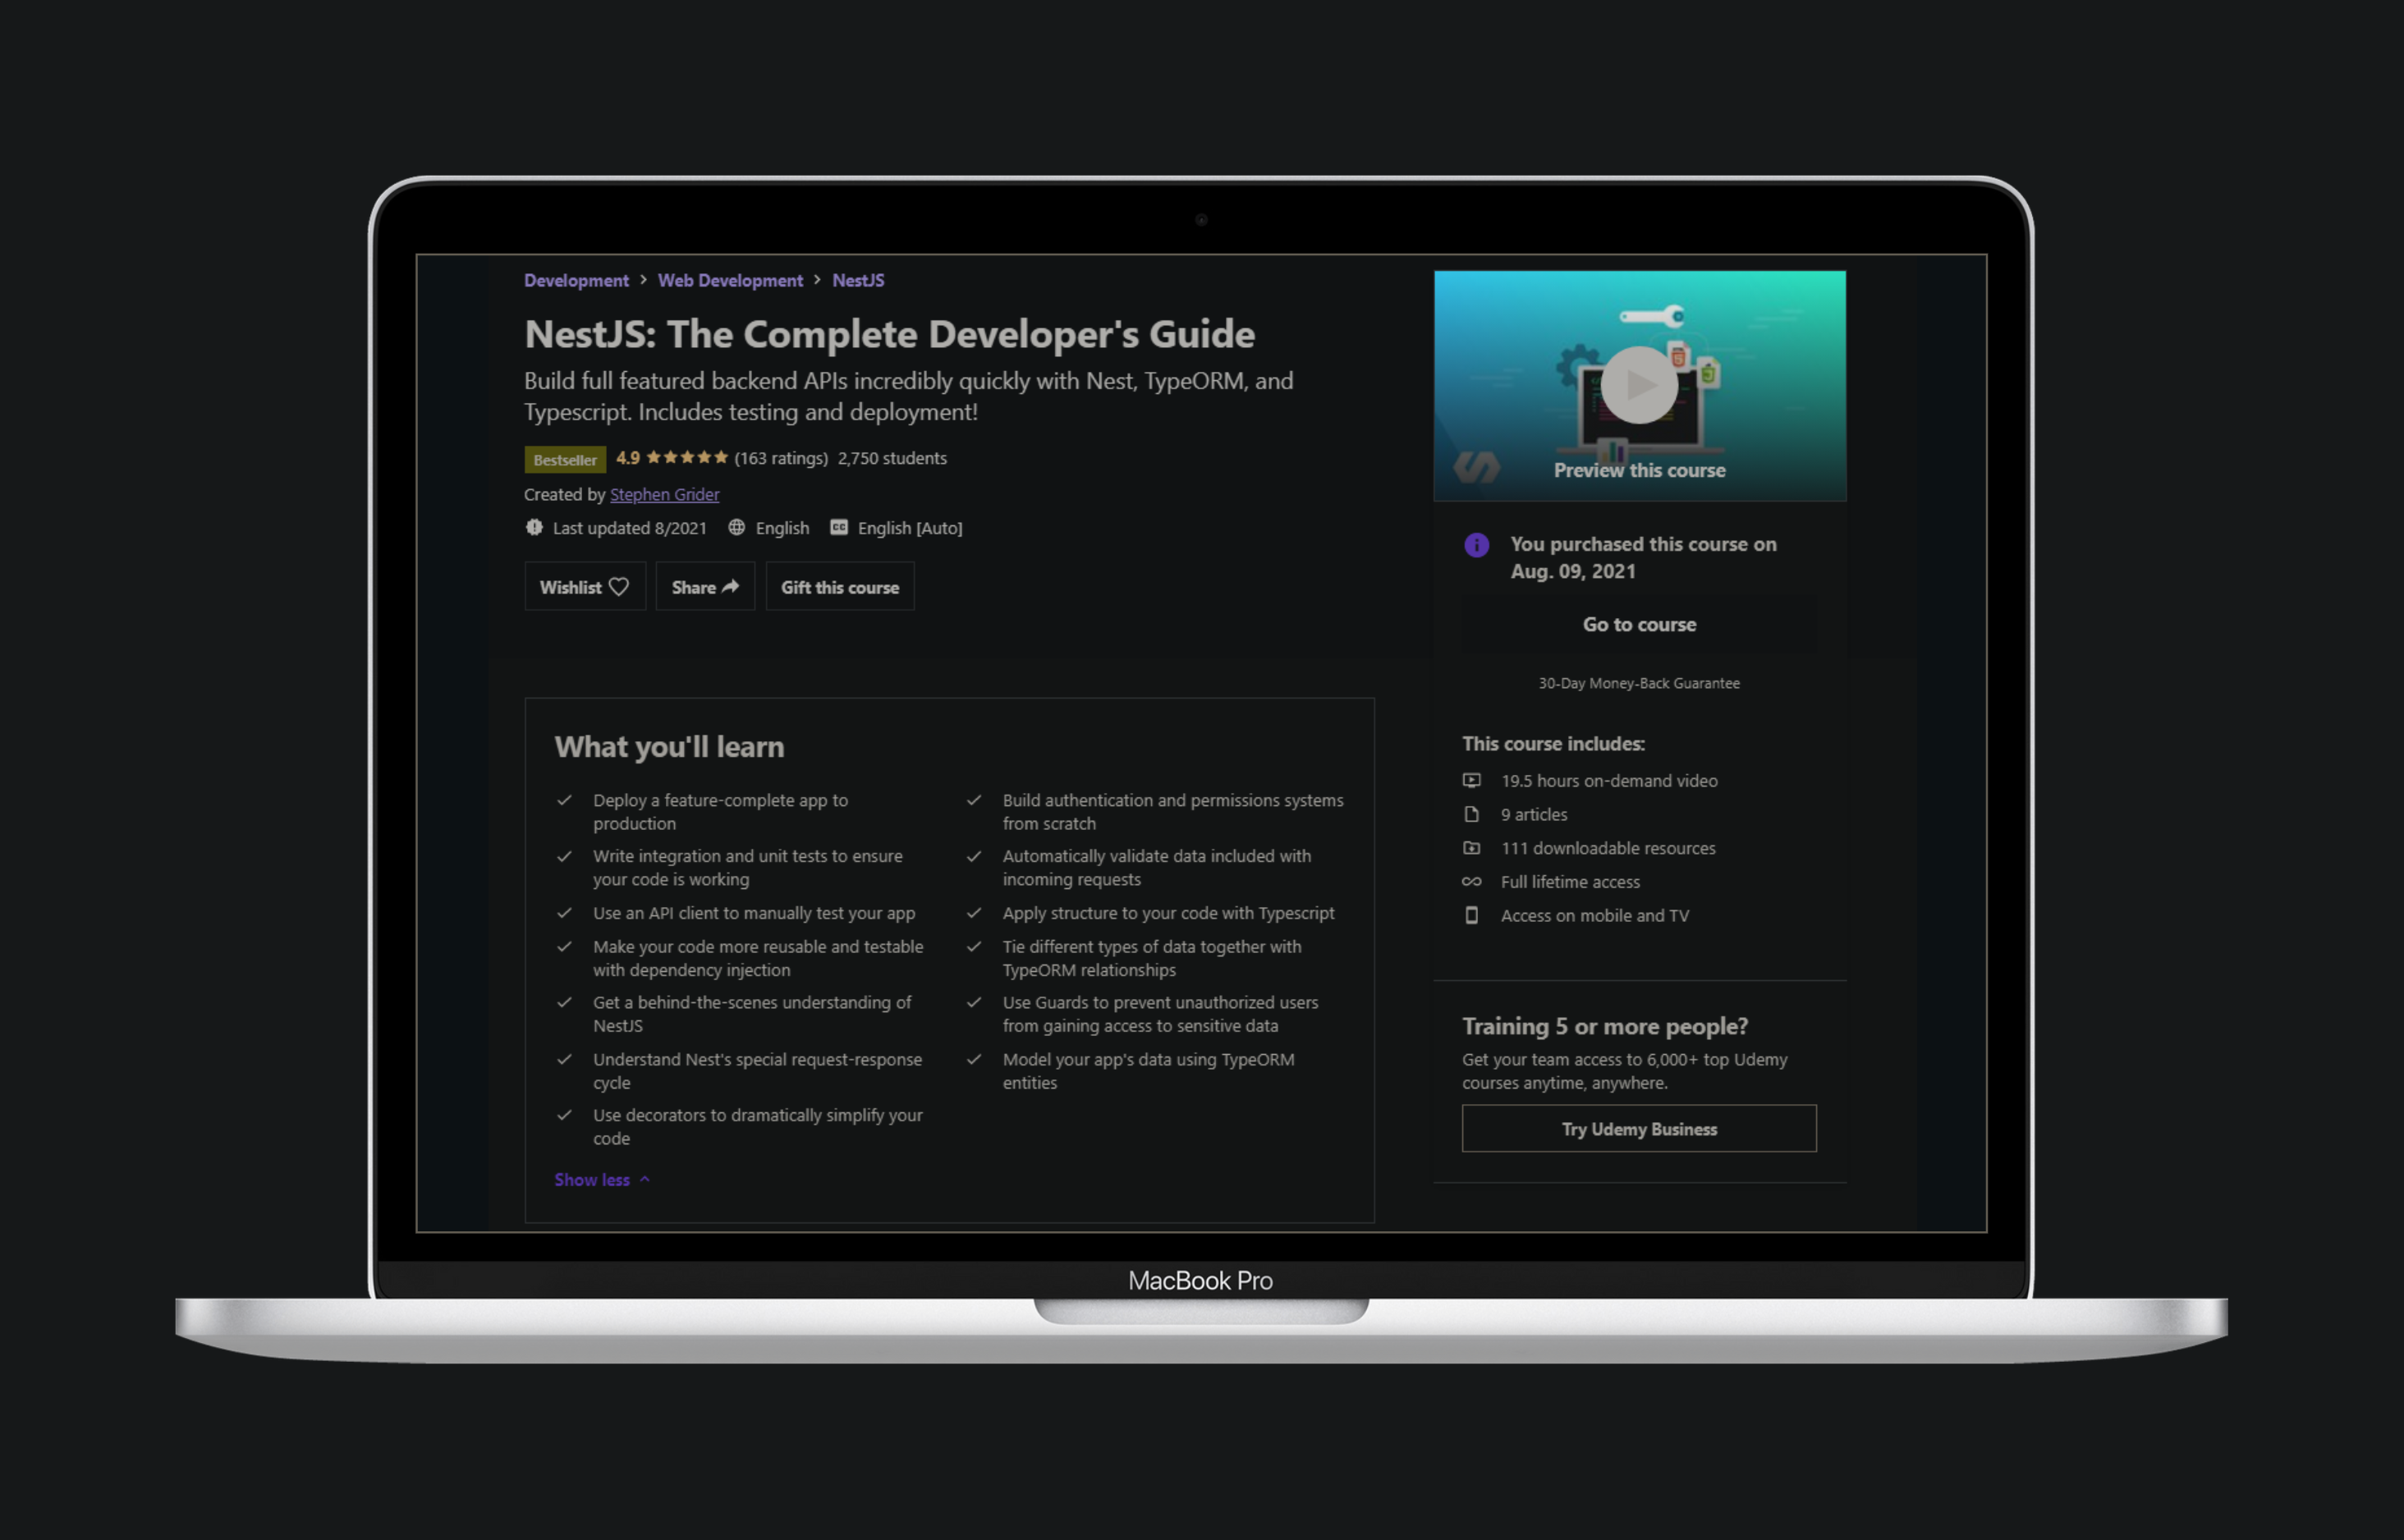 Development > Web Development > NestJS
NestJS: The Complete Developer's Guide
Build full featured backend APIs incredibly quickly with Nest, TypeORM, and
Typescript. Includes testing and deployment!
Bestseller 4.9 (163 ratings) 2,750 students
Created by Stephen Grider
Last updated 8/2021 English CC English [Auto]
Wishlist Share Gift this course
What you'll learn
Deploy a feature-complete app to
production
Write integration and unit tests to ensure
your code is working
Use an API client to manually test your app
Make your code more reusable and testable
with dependency injection
Get a behind-the-scenes understanding of
NestJS
Understand Nest's special request-response
cycle
Use decorators to dramatically simplify your
code
Build authentication and permissions systems
from scratch
Automatically validate data included with
incoming requests
Apply structure to your code with Typescript
Tie different types of data together with
TypeORM relationships
Use Guards to prevent unauthorized users
from gaining access to sensitive data
Model your app's data using TypeORM
entities
Show less
Preview this course
You purchased this course on
Aug. 09, 2021
Go to course
30-Day Money-Back Guarantee
This course includes:
19.5 hours on-demand video
9 articles
111 downloadable resources
Full lifetime access
Access on mobile and TV
Training 5 or more people?
Get your team access to 6,000+ top Udemy
courses anytime, anywhere.
Try Udemy Business
MacBook Pro